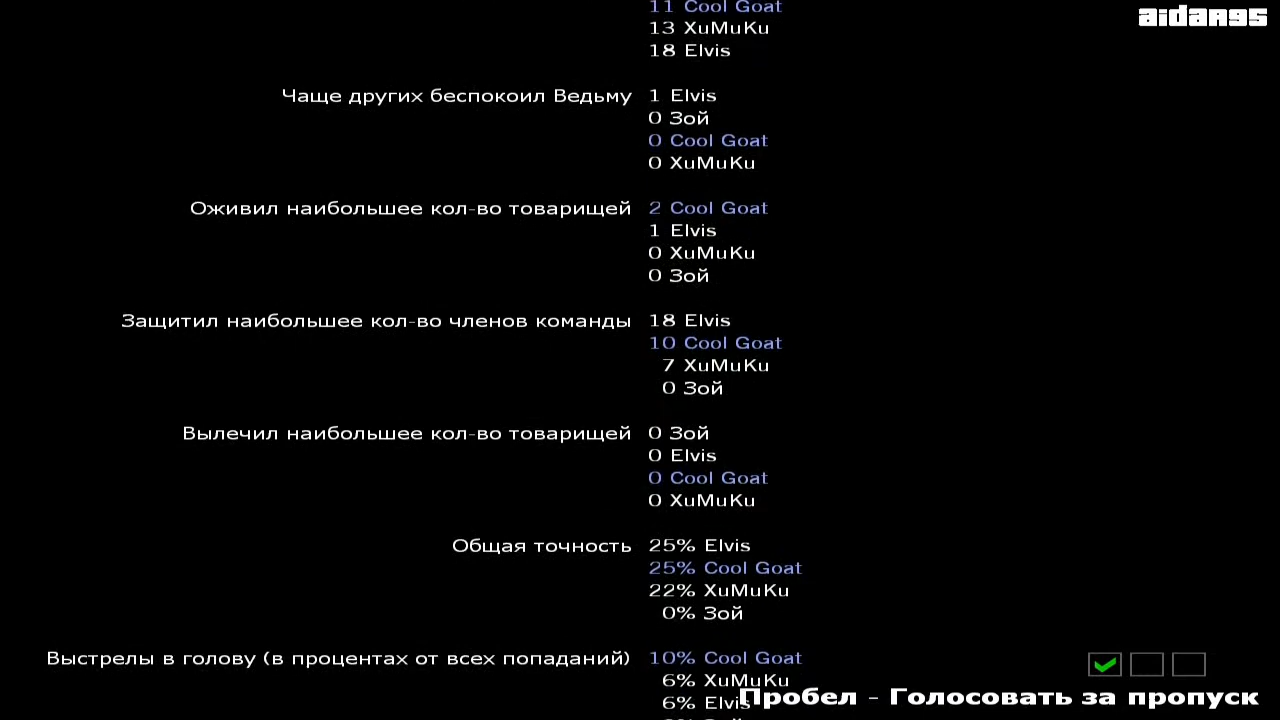 11 Cool Goat
aidar95
13 XuMuKu
18 Elvis
Чаще других беспокоил Ведьму 1 Elvis
0 Зой
0 Cool Goat
0 XuMuKu
Оживил наибольшее кол-во товарищей 2 Cool Goat
1 Elvis
0 XuMuKu
0 Зой
Защитил наибольшее кол-во членов команды 18 Elvis
10 Cool Goat
7 XuMuKu
0 Зой
Вылечил наибольшее кол-во товарищей 0 Зой
0 Elvis
0 Cool Goat
0 XuMuKu
Общая точность 25% Elvis
25% Cool Goat
22% XuMuKu
0% Зой
Выстрелы в голову (в процентах от всех попаданий) 10% Cool Goat
6% XuMuKu
6% Elvis
Пробел - Голосовать за пропуск